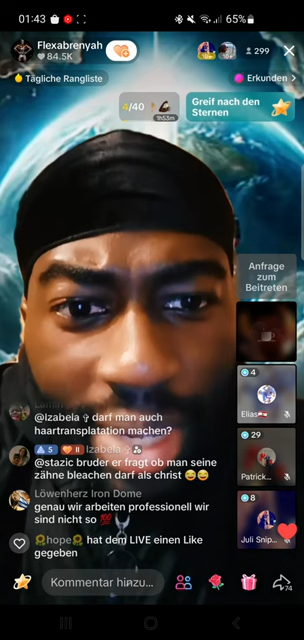 01:43 65%
Flexabrenyah
84.5K
299
Tägliche Rangliste Erkunden >
4/40
1h53m
Greif nach den
Sternen
Anfrage
zum
Beitreten
4
Elias
29
Patrick...
8
Juli Snip...
@Izabela ✞ darf man auch
haartransplatation machen?
5 II Izabela ✞
@stazic bruder er fragt ob man seine
zähne bleachen darf als christ 😂😂
Löwenherz Iron Dome
genau wir arbeiten professionell wir
sind nicht so 💯
🌻hope🌻 hat dem LIVE einen Like
gegeben
Kommentar hinzu...
74